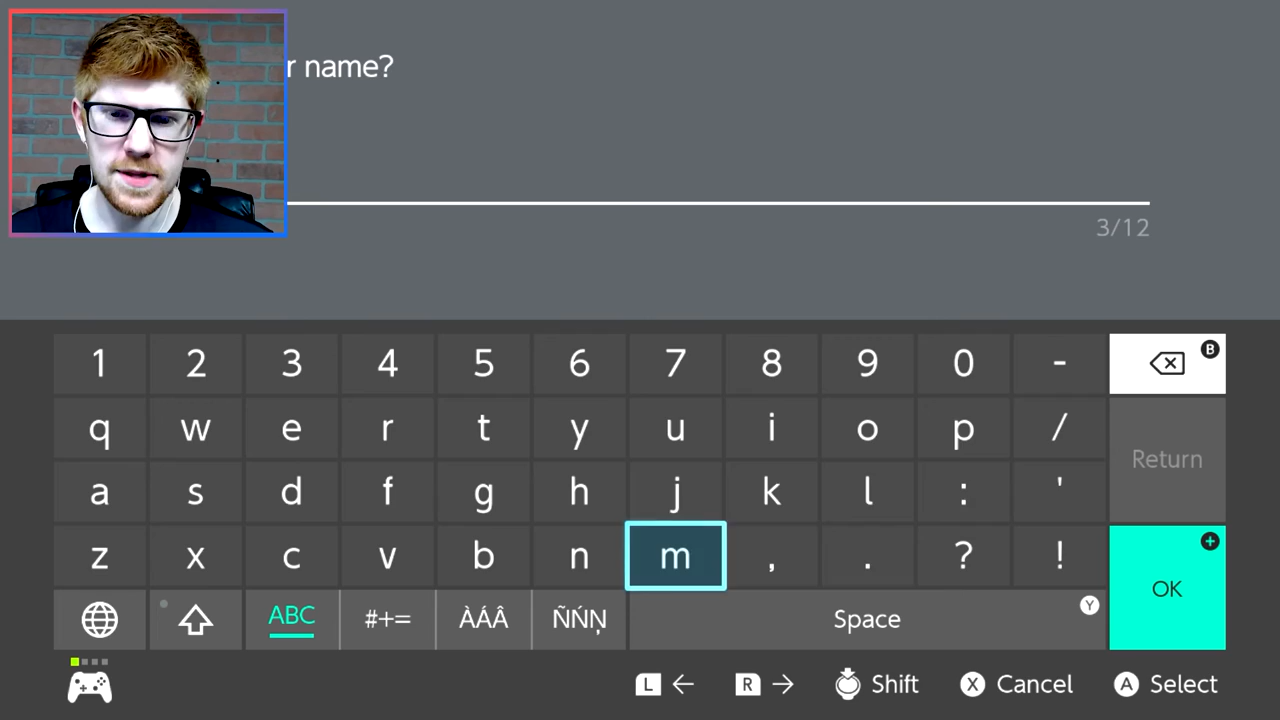 r name?
3/12
1 2 3 4 5 6 7 8 9 0 - B
q w e r t y u i o p / Return
a s d f g h j k l : '
z x c v b n m , . ? ! + OK
ABC #+= ÀÁÂ ÑŃŅ Space Y
L ← R → Shift X Cancel A Select